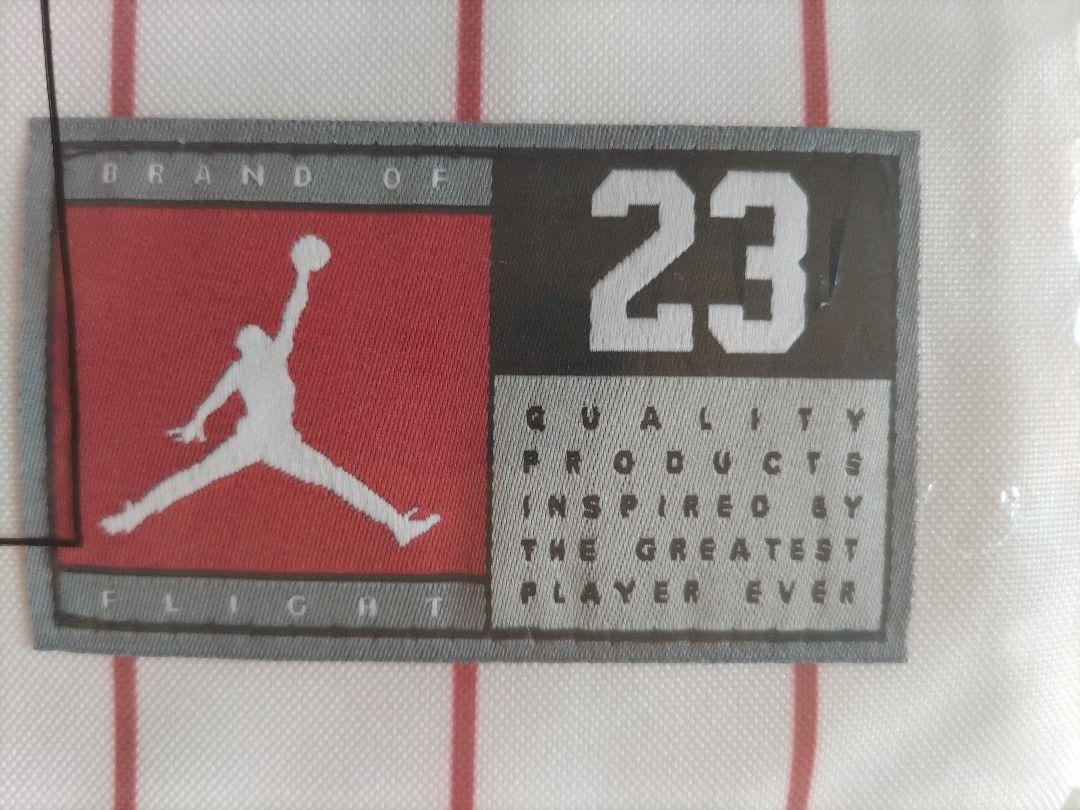 BRAND OF
FLIGHT
23
QUALITY
PRODUCTS
INSPIRED BY
THE GREATEST
PLAYER EVER